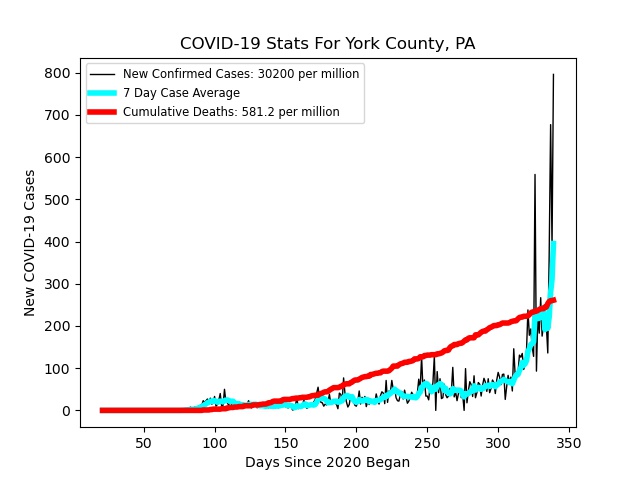 COVID-19 Stats For York County, PA
New Confirmed Cases: 30200 per million
7 Day Case Average
Cumulative Deaths: 581.2 per million
New COVID-19 Cases
800
700
600
500
400
300
200
100
0
50 100 150 200 250 300 350
Days Since 2020 Began